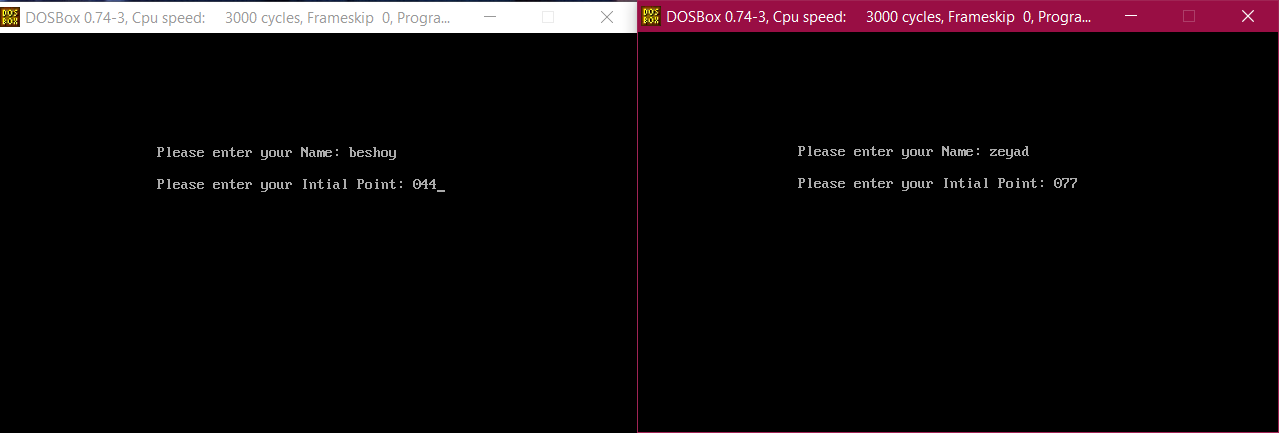 DOS BOX DOSBox 0.74-3, Cpu speed: 3000 cycles, Frameskip 0, Progra...
Please enter your Name: beshoy
Please enter your Intial Point: 044_
DOS BOX DOSBox 0.74-3, Cpu speed: 3000 cycles, Frameskip 0, Progra...
Please enter your Name: zeyad
Please enter your Intial Point: 077